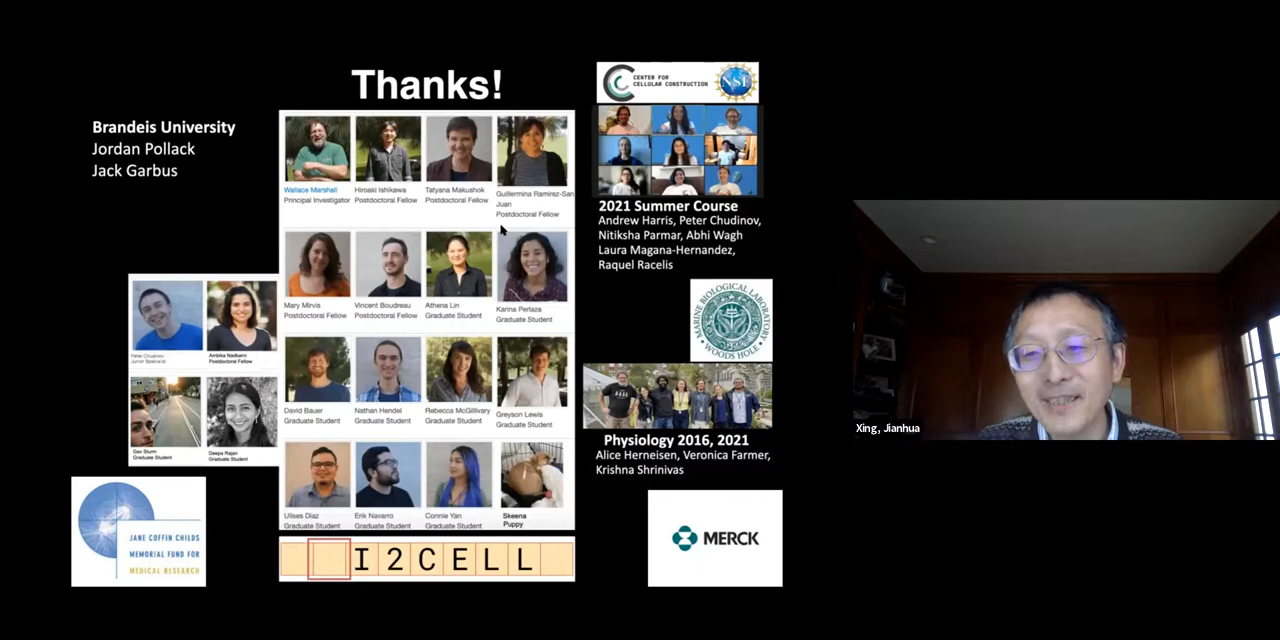 Thanks!
Brandeis University
Jordan Pollack
Jack Garbus
Wallace Marshall
Principal Investigator
Hiroaki Ishikawa
Postdoctoral Fellow
Tatyana Makushok
Postdoctoral Fellow
Guillermina Ramirez-San
Juan
Postdoctoral Fellow
Mary Mirvis
Postdoctoral Fellow
Vincent Boudreau
Postdoctoral Fellow
Athena Lin
Graduate Student
Karina Perlaza
Graduate Student
David Bauer
Graduate Student
Nathan Hendel
Graduate Student
Rebecca McGillivary
Graduate Student
Greyson Lewis
Graduate Student
Ulises Diaz
Graduate Student
Erik Navarro
Graduate Student
Connie Yan
Graduate Student
Skeena
Puppy
Peter Chudinov
Junior Specialist
Ambika Nadkarni
Postdoctoral Fellow
Gav Sturm
Graduate Student
Deepa Rajan
Graduate Student
JANE COFFIN CHILDS
MEMORIAL FUND FOR
MEDICAL RESEARCH
I2CELL
CENTER FOR
CELLULAR CONSTRUCTION
NSF
2021 Summer Course
Andrew Harris, Peter Chudinov,
Nitiksha Parmar, Abhi Wagh
Laura Magana-Hernandez,
Raquel Racelis
MARINE BIOLOGICAL LABORATORY
WOODS HOLE
Physiology 2016, 2021
Alice Herneisen, Veronica Farmer,
Krishna Shrinivas
MERCK
Xing, Jianhua